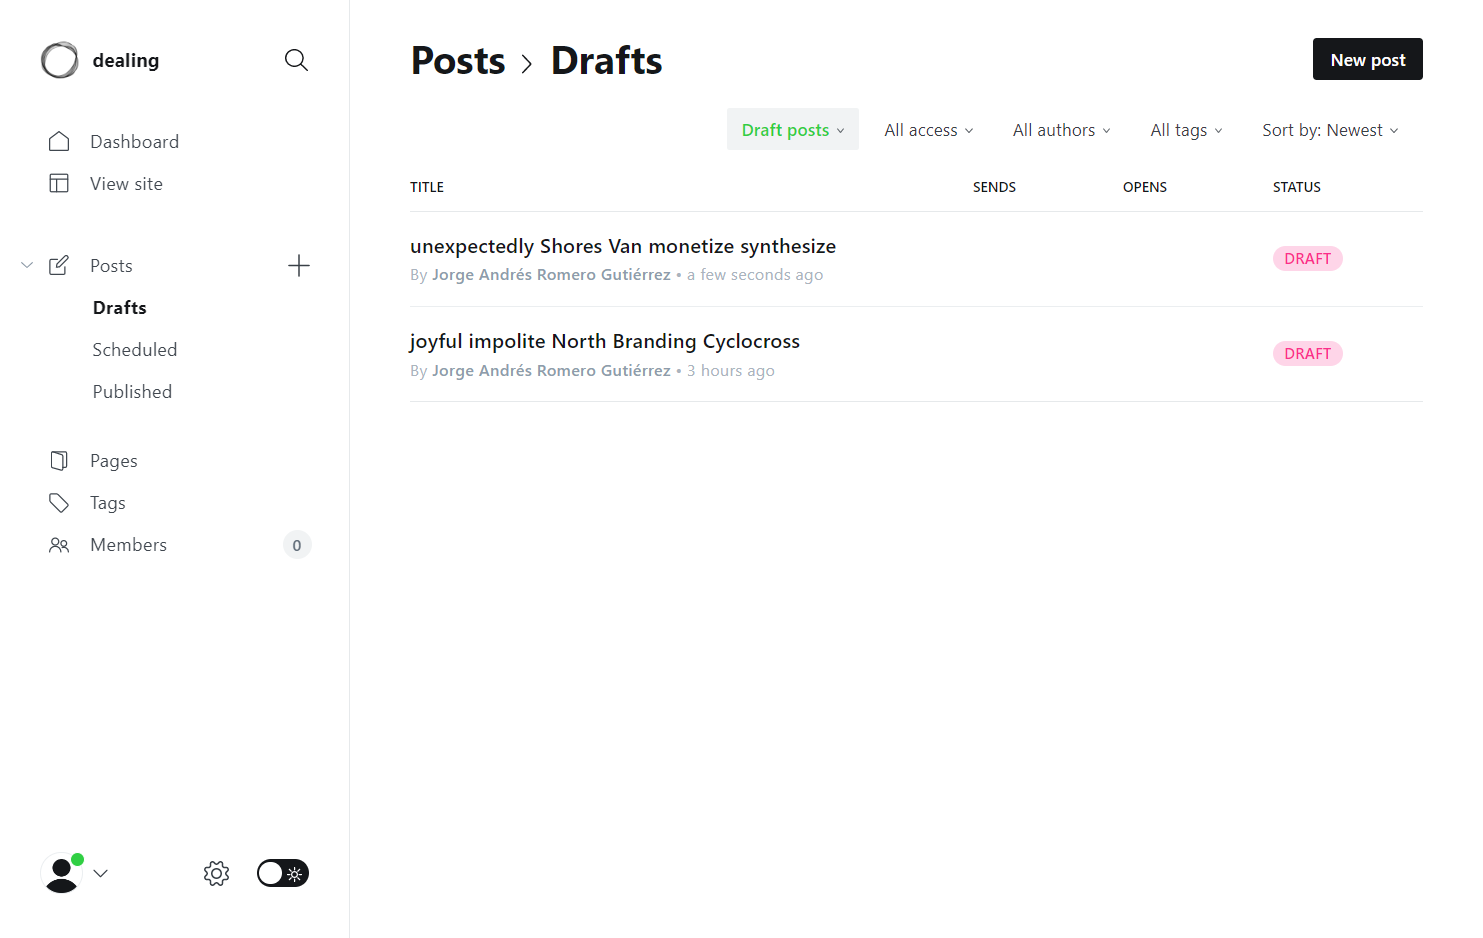 dealing
Dashboard
View site
Posts
Drafts
Scheduled
Published
Pages
Tags
Members 0
Posts > Drafts
New post
Draft posts All access All authors All tags Sort by: Newest
TITLE SENDS OPENS STATUS
unexpectedly Shores Van monetize synthesize
By Jorge Andrés Romero Gutiérrez • a few seconds ago
DRAFT
joyful impolite North Branding Cyclocross
By Jorge Andrés Romero Gutiérrez • 3 hours ago
DRAFT